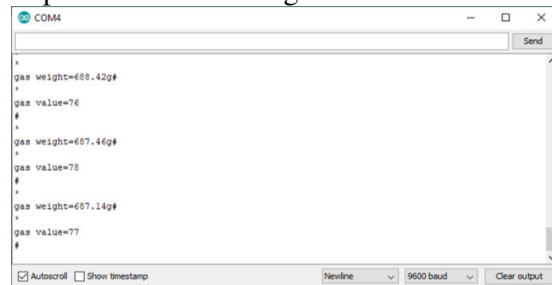 COM4
Send
*
gas weight=688.42g#
*
gas value=76
#
*
gas weight=687.46g#
*
gas value=78
#
*
gas weight=687.14g#
*
gas value=77
#
Autoscroll Show timestamp Newline 9600 baud Clear output